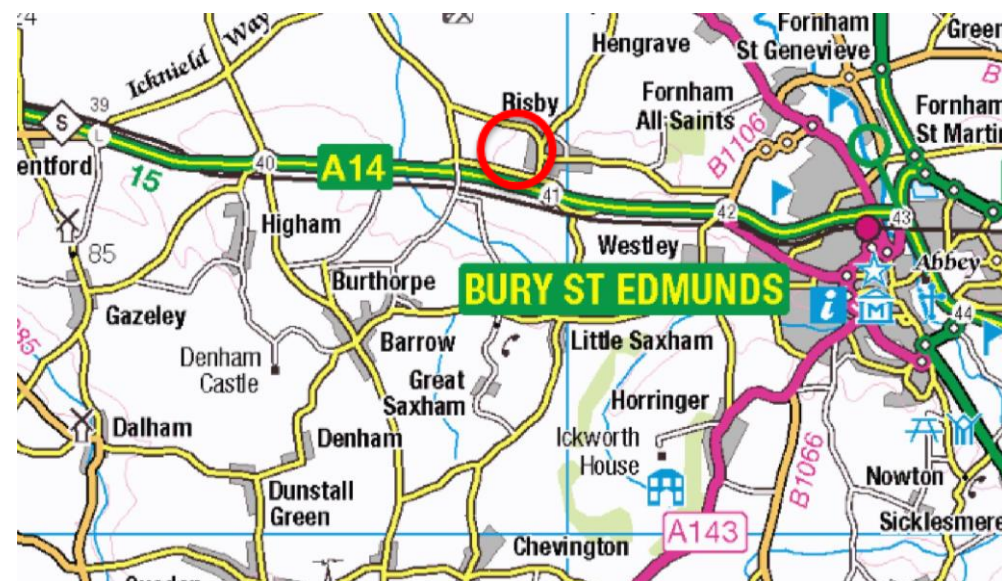 24
Icknield Way
39
S
L
entford
15
A14
40
Higham
85
Gazeley
Burthorpe
Denham
Castle
Barrow
Great
Saxham
Dalham
Denham
Dunstall
Green
Hengrave
Risby
41
Fornham
All Saints
B1106
Fornham
St Genevieve
Green
B
Fornham
St Martin
42
43
Westley
BURY ST EDMUNDS
Abbey
i
M
44
Little Saxham
Horringer
Ickworth
House
B1066
Nowton
Sicklesmere
A143
Chevington